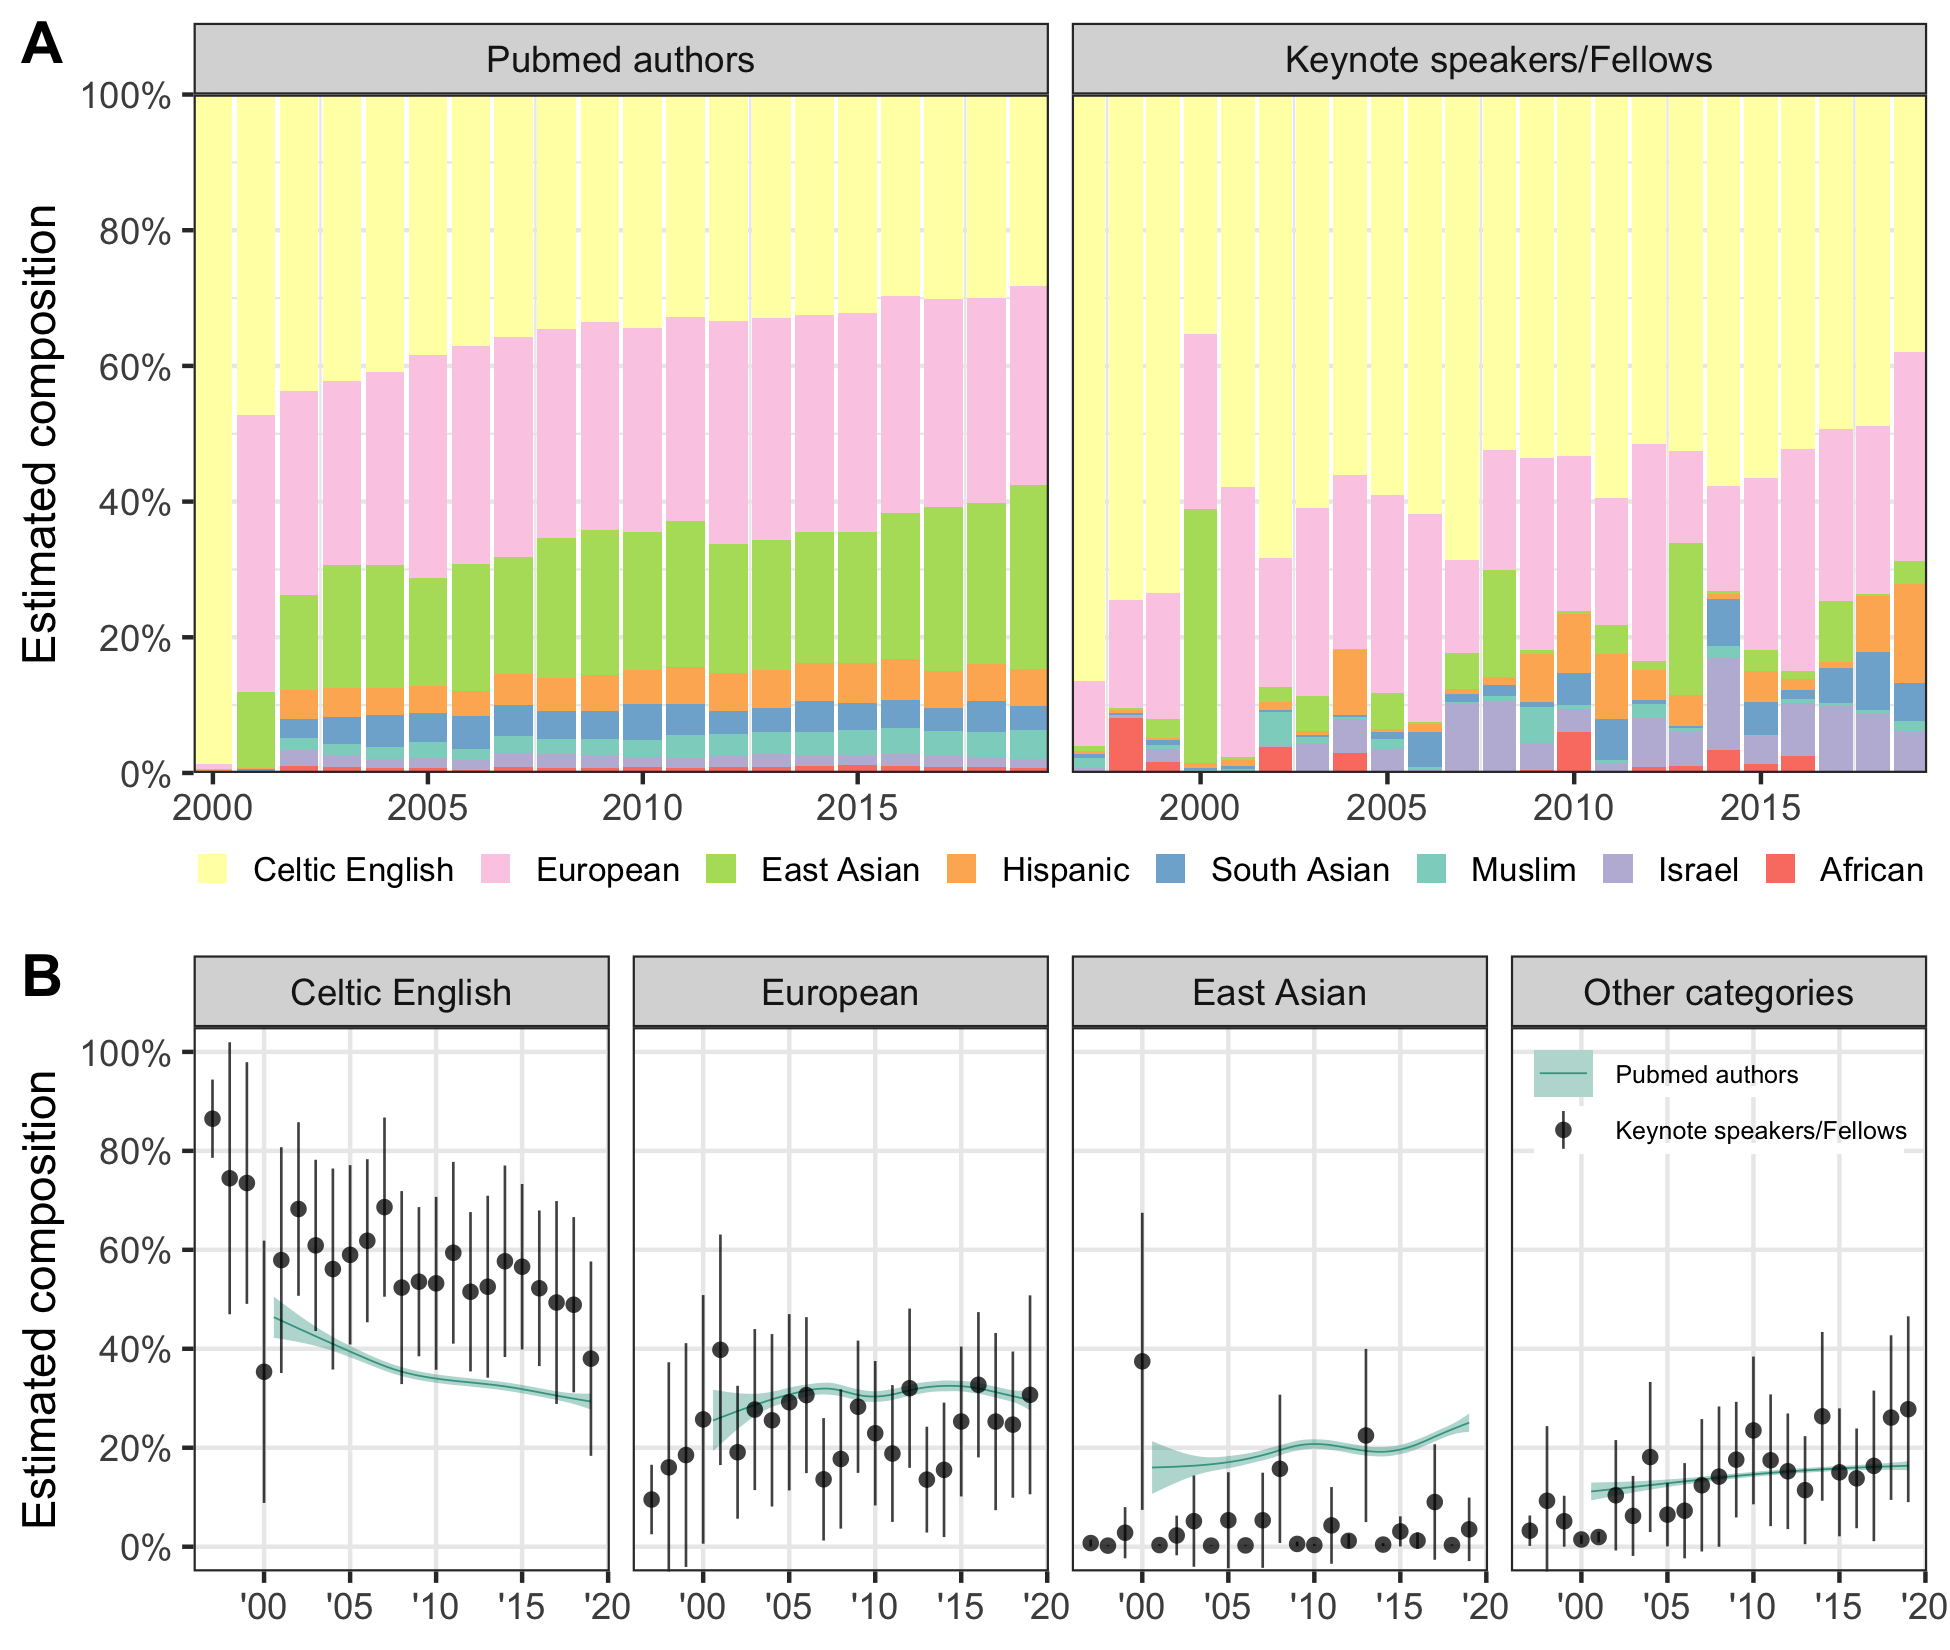 A
Pubmed authors
Keynote speakers/Fellows
Estimated composition
100%
80%
60%
40%
20%
0%
2000 2005 2010 2015
2000 2005 2010 2015
Celtic English European East Asian Hispanic South Asian Muslim Israel African
B
Celtic English
European
East Asian
Other categories
Estimated composition
100%
80%
60%
40%
20%
0%
Pubmed authors
Keynote speakers/Fellows
'00 '05 '10 '15 '20
'00 '05 '10 '15 '20
'00 '05 '10 '15 '20
'00 '05 '10 '15 '20